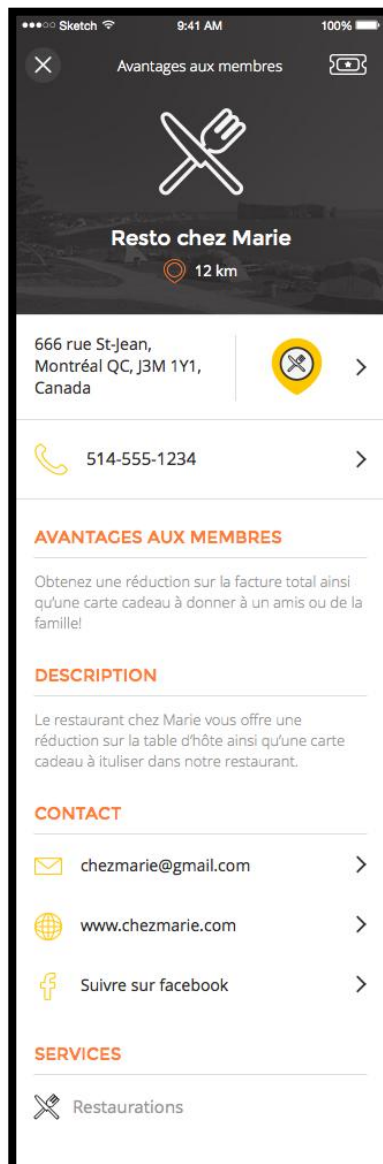 Sketch 9:41 AM 100%
Avantages aux membres
Resto chez Marie
12 km
666 rue St-Jean,
Montréal QC, J3M 1Y1,
Canada
514-555-1234
AVANTAGES AUX MEMBRES
Obtenez une réduction sur la facture total ainsi
qu'une carte cadeau à donner à un amis ou de la
famille!
DESCRIPTION
Le restaurant chez Marie vous offre une
réduction sur la table d'hôte ainsi qu'une carte
cadeau à ituliser dans notre restaurant.
CONTACT
chezmarie@gmail.com
www.chezmarie.com
Suivre sur facebook
SERVICES
Restaurations